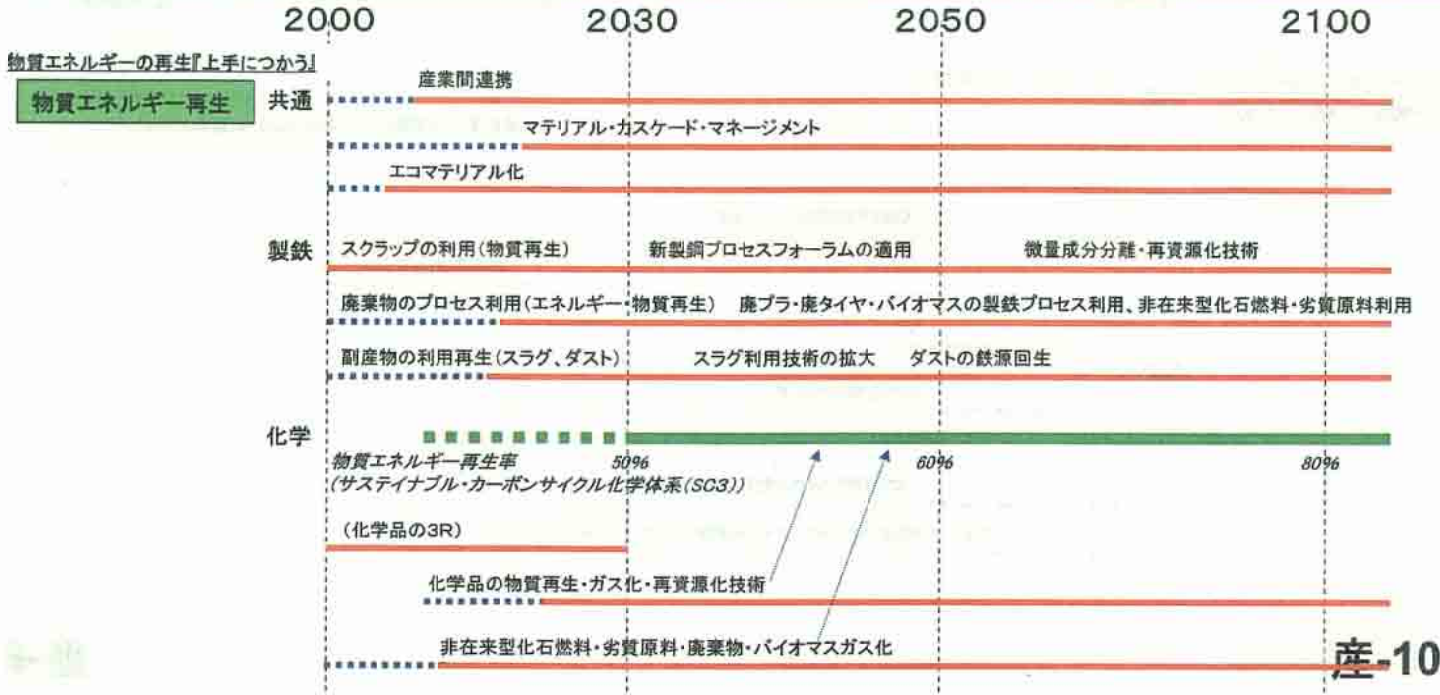 2000 2030 2050 2100
物質エネルギーの再生『上手につかう』
物質エネルギー再生
共通
産業間連携
マテリアル・カスケード・マネージメント
エコマテリアル化
製鉄
スクラップの利用(物質再生) 新製鋼プロセスフォーラムの適用 微量成分分離・再資源化技術
廃棄物のプロセス利用(エネルギー・物質再生) 廃プラ・廃タイヤ・バイオマスの製鉄プロセス利用、非在来型化石燃料・劣質原料利用
副産物の利用再生(スラグ、ダスト) スラグ利用技術の拡大 ダストの鉄源回生
化学
物質エネルギー再生率 50% 60% 80%
(サステイナブル・カーボンサイクル化学体系(SC3))
(化学品の3R)
化学品の物質再生・ガス化・再資源化技術
非在来型化石燃料・劣質原料・廃棄物・バイオマスガス化
産-10